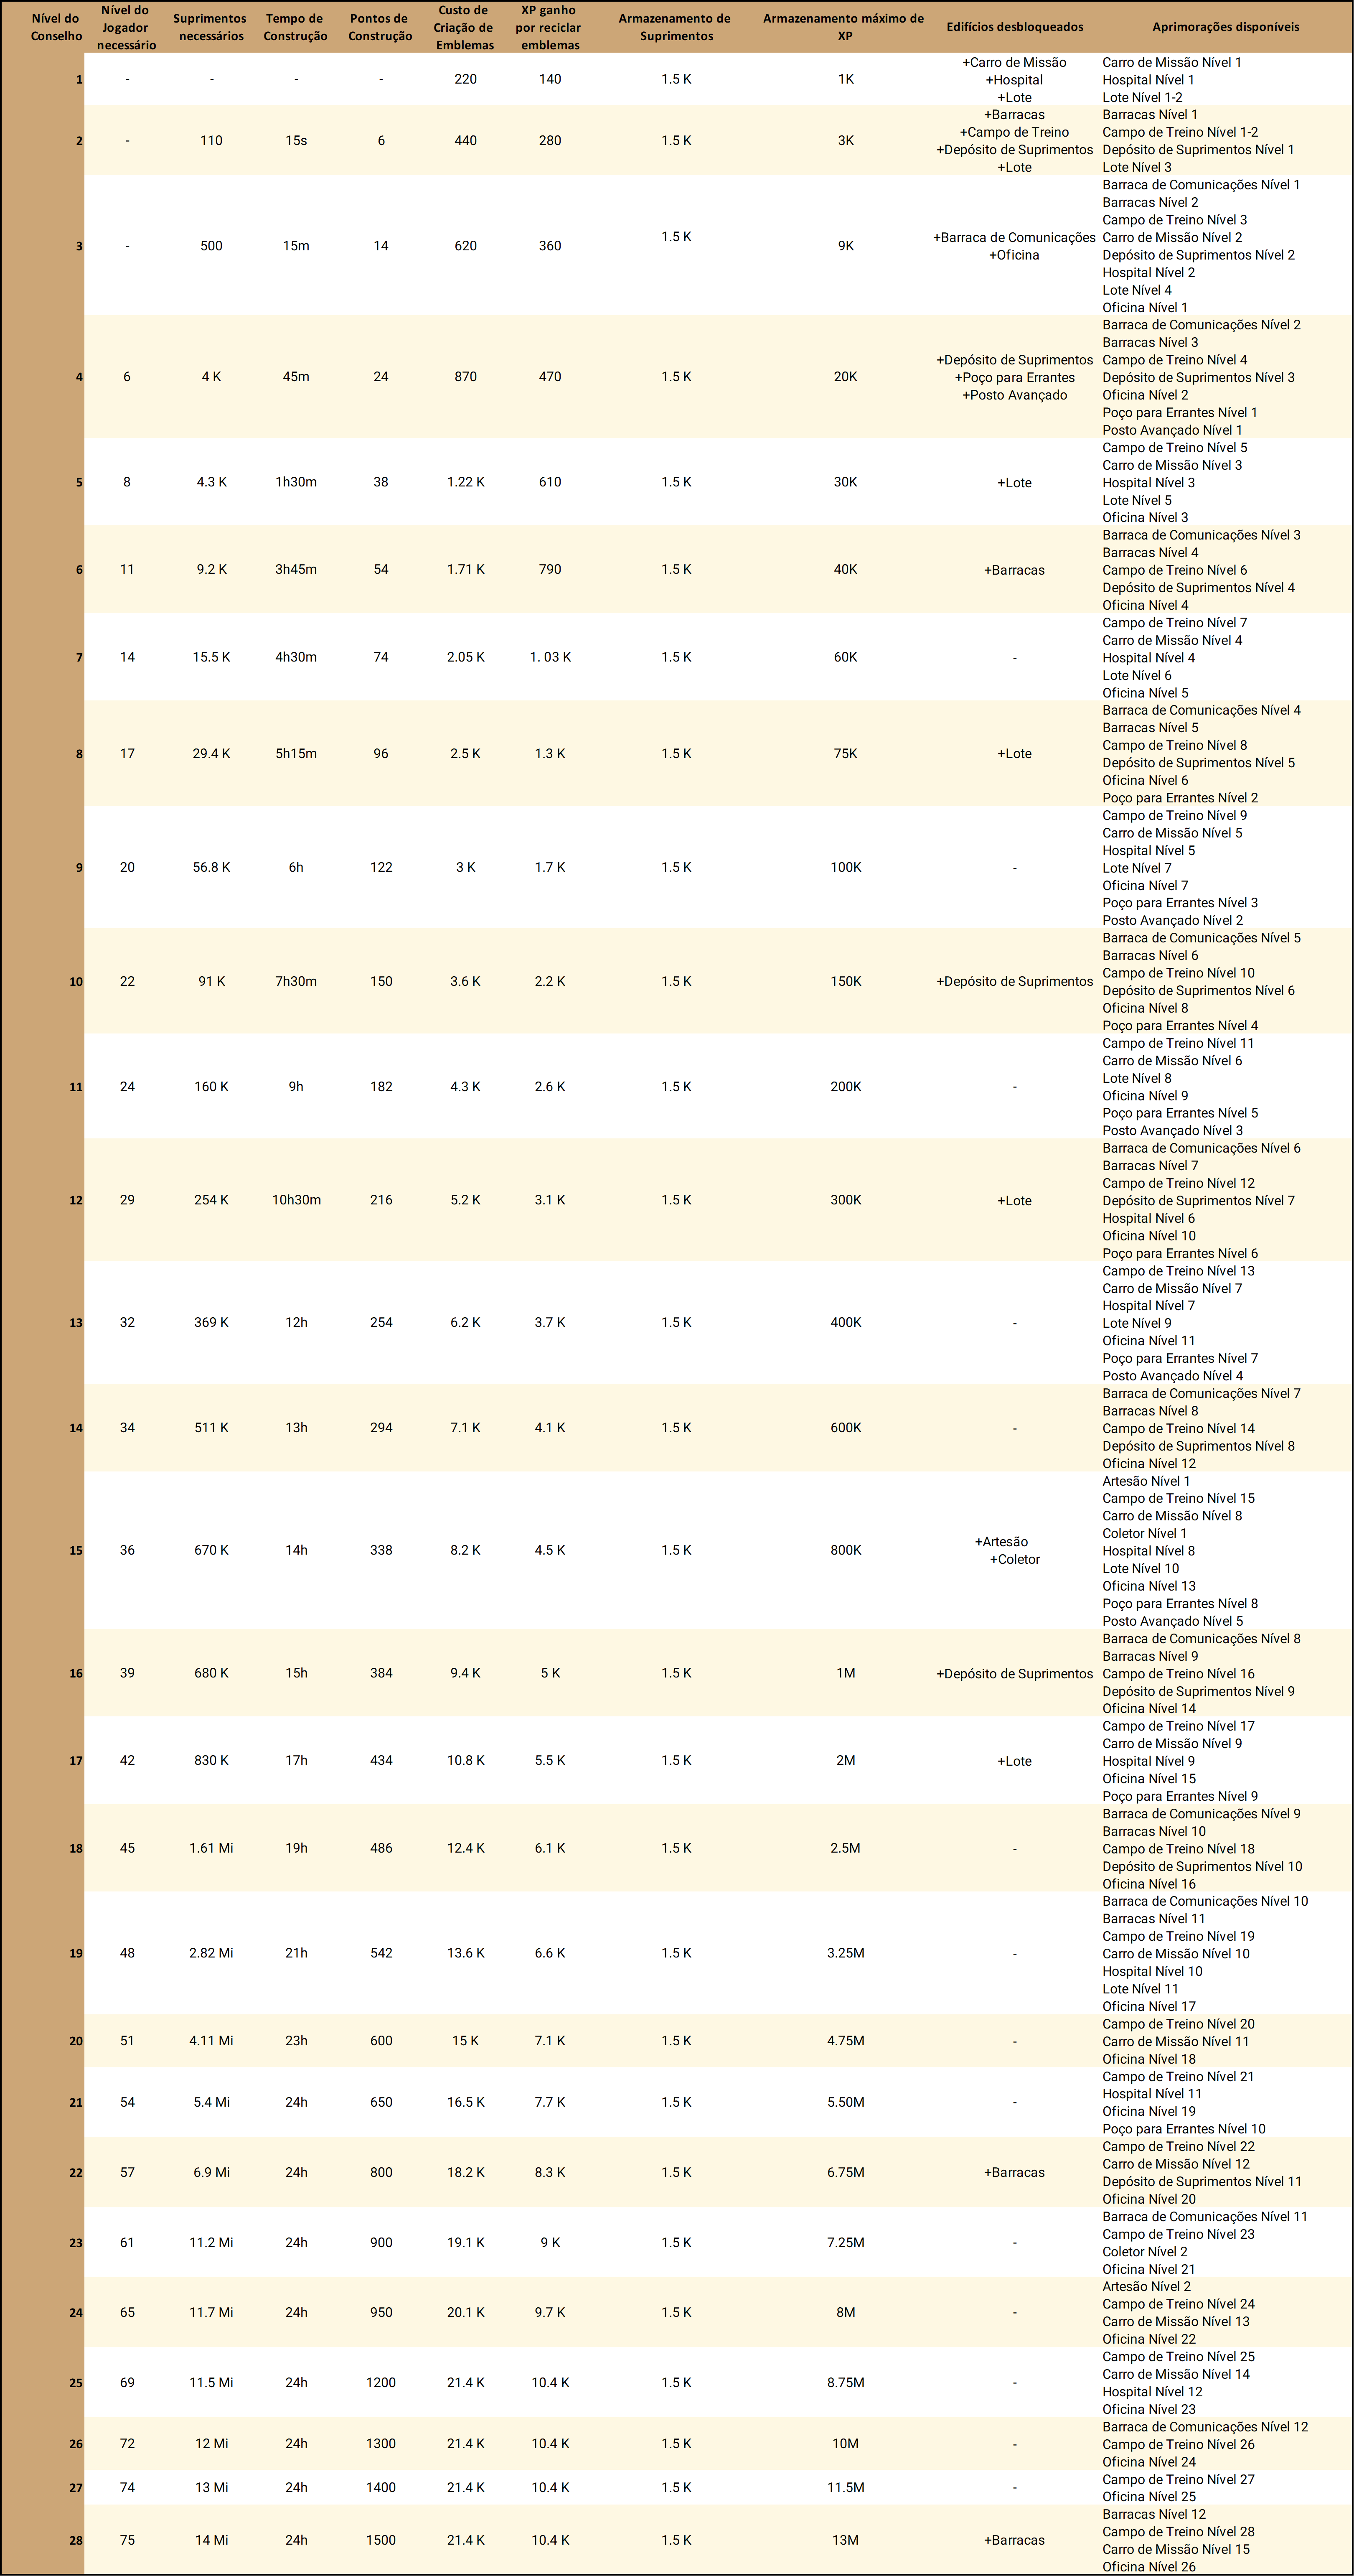 Nível do Conselho	Nível do Jogador necessário	Suprimentos necessários	Tempo de Construção	Pontos de Construção	Custo de Criação de Emblemas	XP ganho por reciclar emblemas	Armazenamento de Suprimentos	Armazenamento máximo de XP	Edifícios desbloqueados	Aprimorações disponíveis
1	-	-	-	-	220	140	1.5 K	1K
+Carro de Missão
+Hospital
+Lote
Carro de Missão Nível 1
Hospital Nível 1
Lote Nível 1-2
2	-	110	15s	6	440	280	1.5 K	3K
+Barracas
+Campo de Treino
+Depósito de Suprimentos
+Lote
Barracas Nível 1
Campo de Treino Nível 1-2
Depósito de Suprimentos Nível 1
Lote Nível 3
3	-	500	15m	14	620	360	1.5 K	9K
+Barraca de Comunicações
+Oficina
Barraca de Comunicações Nível 1
Barracas Nível 2
Campo de Treino Nível 3
Carro de Missão Nível 2
Depósito de Suprimentos Nível 2
Hospital Nível 2
Lote Nível 4
Oficina Nível 1
4	6	4 K	45m	24	870	470	1.5 K	20K
+Depósito de Suprimentos
+Poço para Errantes
+Posto Avançado
Barraca de Comunicações Nível 2
Barracas Nível 3
Campo de Treino Nível 4
Depósito de Suprimentos Nível 3
Oficina Nível 2
Poço para Errantes Nível 1
Posto Avançado Nível 1
5	8	4.3 K	1h30m	38	1.22 K	610	1.5 K	30K	+Lote
Campo de Treino Nível 5
Carro de Missão Nível 3
Hospital Nível 3
Lote Nível 5
Oficina Nível 3
6	11	9.2 K	3h45m	54	1.71 K	790	1.5 K	40K	+Barracas
Barraca de Comunicações Nível 3
Barracas Nível 4
Campo de Treino Nível 6
Depósito de Suprimentos Nível 4
Oficina Nível 4
7	14	15.5 K	4h30m	74	2.05 K	1. 03 K	1.5 K	60K	-
Campo de Treino Nível 7
Carro de Missão Nível 4
Hospital Nível 4
Lote Nível 6
Oficina Nível 5
8	17	29.4 K	5h15m	96	2.5 K	1.3 K	1.5 K	75K	+Lote
Barraca de Comunicações Nível 4
Barracas Nível 5
Campo de Treino Nível 8
Depósito de Suprimentos Nível 5
Oficina Nível 6
Poço para Errantes Nível 2
9	20	56.8 K	6h	122	3 K	1.7 K	1.5 K	100K	-
Campo de Treino Nível 9
Carro de Missão Nível 5
Hospital Nível 5
Lote Nível 7
Oficina Nível 7
Poço para Errantes Nível 3
Posto Avançado Nível 2
10	22	91 K	7h30m	150	3.6 K	2.2 K	1.5 K	150K	+Depósito de Suprimentos
Barraca de Comunicações Nível 5
Barracas Nível 6
Campo de Treino Nível 10
Depósito de Suprimentos Nível 6
Oficina Nível 8
Poço para Errantes Nível 4
11	24	160 K	9h	182	4.3 K	2.6 K	1.5 K	200K	-
Campo de Treino Nível 11
Carro de Missão Nível 6
Lote Nível 8
Oficina Nível 9
Poço para Errantes Nível 5
Posto Avançado Nível 3
12	29	254 K	10h30m	216	5.2 K	3.1 K	1.5 K	300K	+Lote
Barraca de Comunicações Nível 6
Barracas Nível 7
Campo de Treino Nível 12
Depósito de Suprimentos Nível 7
Hospital Nível 6
Oficina Nível 10
Poço para Errantes Nível 6
13	32	369 K	12h	254	6.2 K	3.7 K	1.5 K	400K	-
Campo de Treino Nível 13
Carro de Missão Nível 7
Hospital Nível 7
Lote Nível 9
Oficina Nível 11
Poço para Errantes Nível 7
Posto Avançado Nível 4
14	34	511 K	13h	294	7.1 K	4.1 K	1.5 K	600K	-
Barraca de Comunicações Nível 7
Barracas Nível 8
Campo de Treino Nível 14
Depósito de Suprimentos Nível 8
Oficina Nível 12
15	36	670 K	14h	338	8.2 K	4.5 K	1.5 K	800K
+Artesão
+Coletor
Artesão Nível 1
Campo de Treino Nível 15
Carro de Missão Nível 8
Coletor Nível 1
Hospital Nível 8
Lote Nível 10
Oficina Nível 13
Poço para Errantes Nível 8
Posto Avançado Nível 5
16	39	680 K	15h	384	9.4 K	5 K	1.5 K	1M	+Depósito de Suprimentos
Barraca de Comunicações Nível 8
Barracas Nível 9
Campo de Treino Nível 16
Depósito de Suprimentos Nível 9
Oficina Nível 14
17	42	830 K	17h	434	10.8 K	5.5 K	1.5 K	2M	+Lote
Campo de Treino Nível 17
Carro de Missão Nível 9
Hospital Nível 9
Oficina Nível 15
Poço para Errantes Nível 9
18	45	1.61 Mi	19h	486	12.4 K	6.1 K	1.5 K	2.5M	-
Barraca de Comunicações Nível 9
Barracas Nível 10
Campo de Treino Nível 18
Depósito de Suprimentos Nível 10
Oficina Nível 16
19	48	2.82 Mi	21h	542	13.6 K	6.6 K	1.5 K	3.25M	-
Barraca de Comunicações Nível 10
Barracas Nível 11
Campo de Treino Nível 19
Carro de Missão Nível 10
Hospital Nível 10
Lote Nível 11
Oficina Nível 17
20	51	4.11 Mi	23h	600	15 K	7.1 K	1.5 K	4.75M	-
Campo de Treino Nível 20
Carro de Missão Nível 11
Oficina Nível 18
21	54	5.4 Mi	24h	650	16.5 K	7.7 K	1.5 K	5.50M	-
Campo de Treino Nível 21
Hospital Nível 11
Oficina Nível 19
Poço para Errantes Nível 10
22	57	6.9 Mi	24h	800	18.2 K	8.3 K	1.5 K	6.75M	+Barracas
Campo de Treino Nível 22
Carro de Missão Nível 12
Depósito de Suprimentos Nível 11
Oficina Nível 20
23	61	11.2 Mi	24h	900	19.1 K	9 K	1.5 K	7.25M	-
Barraca de Comunicações Nível 11
Campo de Treino Nível 23
Coletor Nível 2
Oficina Nível 21
24	65	11.7 Mi	24h	950	20.1 K	9.7 K	1.5 K	8M	-
Artesão Nível 2
Campo de Treino Nível 24
Carro de Missão Nível 13
Oficina Nível 22
25	69	11.5 Mi	24h	1200	21.4 K	10.4 K	1.5 K	8.75M	-
Campo de Treino Nível 25
Carro de Missão Nível 14
Hospital Nível 12
Oficina Nível 23
26	72	12 Mi	24h	1300	21.4 K	10.4 K	1.5 K	10M	-
Barraca de Comunicações Nível 12
Campo de Treino Nível 26
Oficina Nível 24
27	74	13 Mi	24h	1400	21.4 K	10.4 K	1.5 K	11.5M	-
Campo de Treino Nível 27
Oficina Nível 25
28	75	14 Mi	24h	1500	21.4 K	10.4 K	1.5 K	13M	+Barracas
Barracas Nível 12
Campo de Treino Nível 28
Carro de Missão Nível 15
Oficina Nível 26